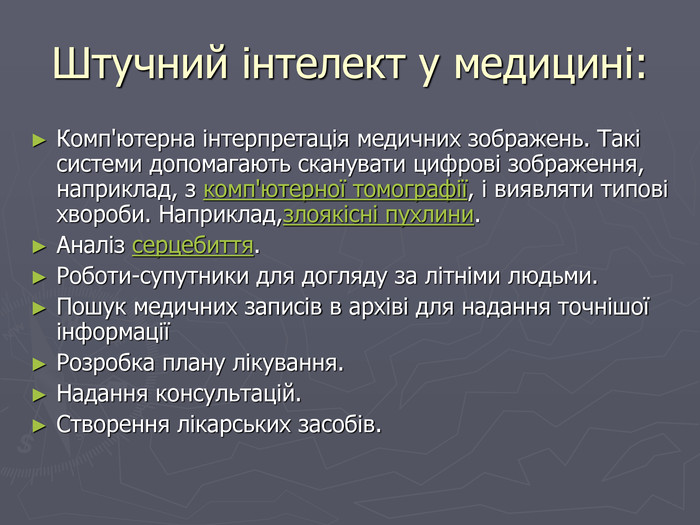 Штучний інтелект у медицині:
► Комп'ютерна інтерпретація медичних зображень. Такі
системи допомагають сканувати цифрові зображення,
наприклад, з комп'ютерної томографії, і виявляти типові
хвороби. Наприклад,злоякісні пухлини.
► Аналіз серцебиття.
► Роботи-супутники для догляду за літніми людьми.
► Пошук медичних записів в архіві для надання точнішої
інформації
► Розробка плану лікування.
► Надання консультацій.
► Створення лікарських засобів.